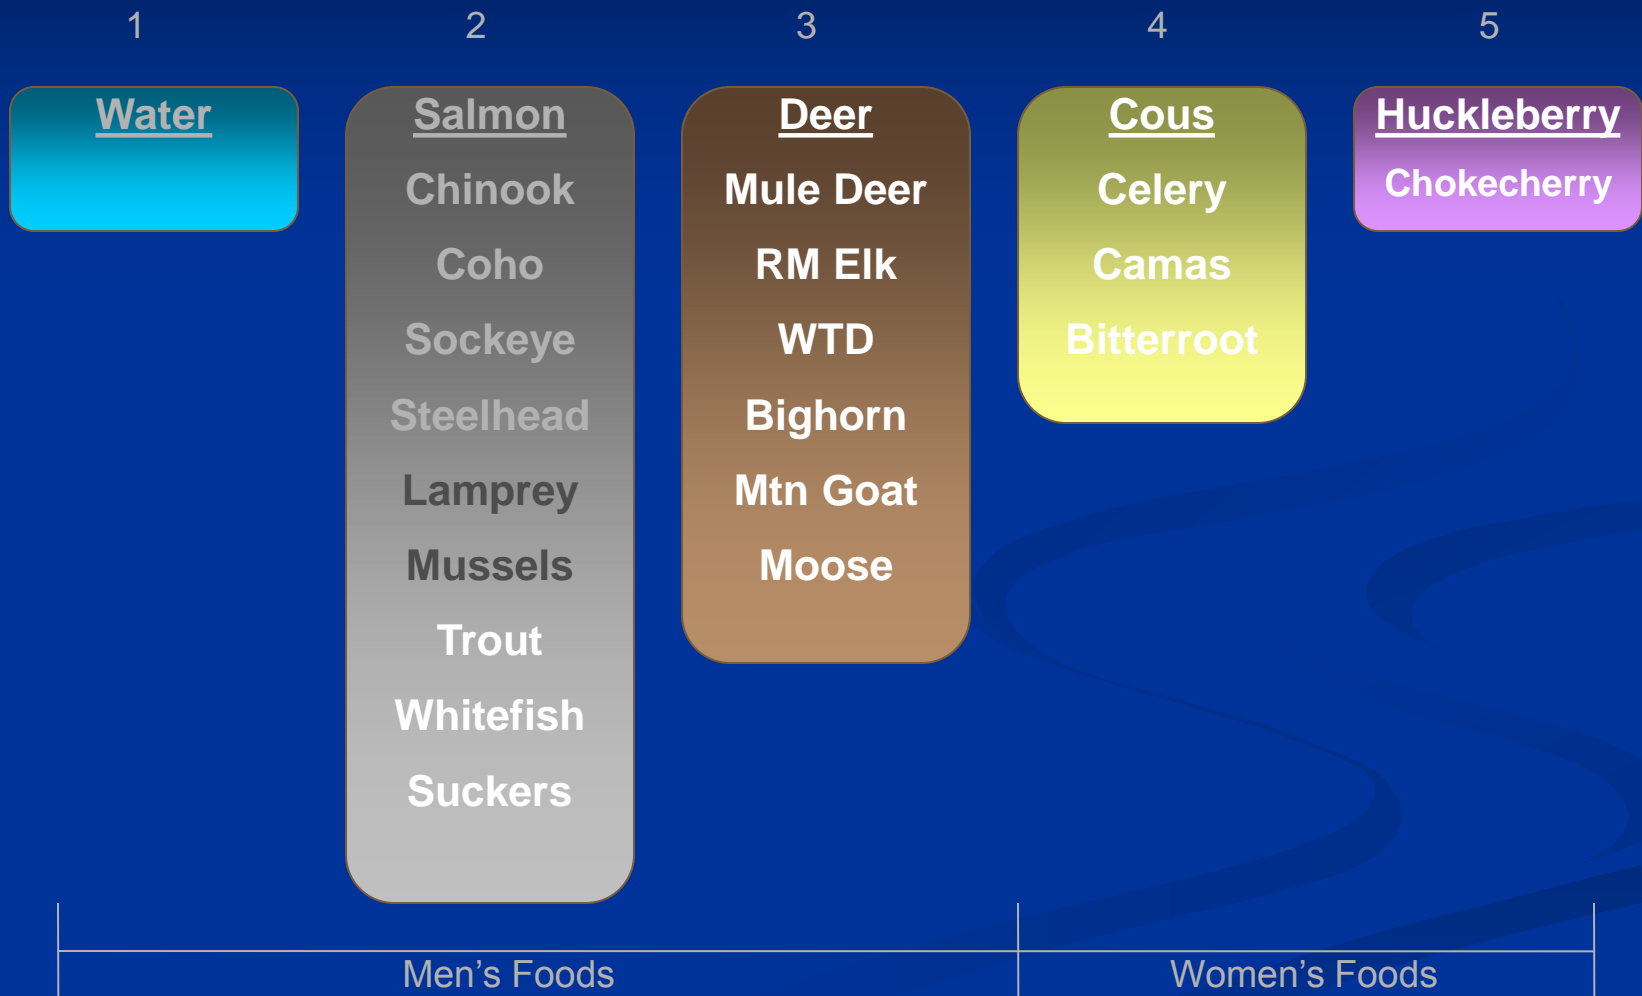 1
2
3
4
5
Water
Salmon
Chinook
Coho
Sockeye
Steelhead
Lamprey
Mussels
Trout
Whitefish
Suckers
Deer
Mule Deer
RM Elk
WTD
Bighorn
Mtn Goat
Moose
Cous
Celery
Camas
Bitterroot
Huckleberry
Chokecherry
Men’s Foods
Women’s Foods